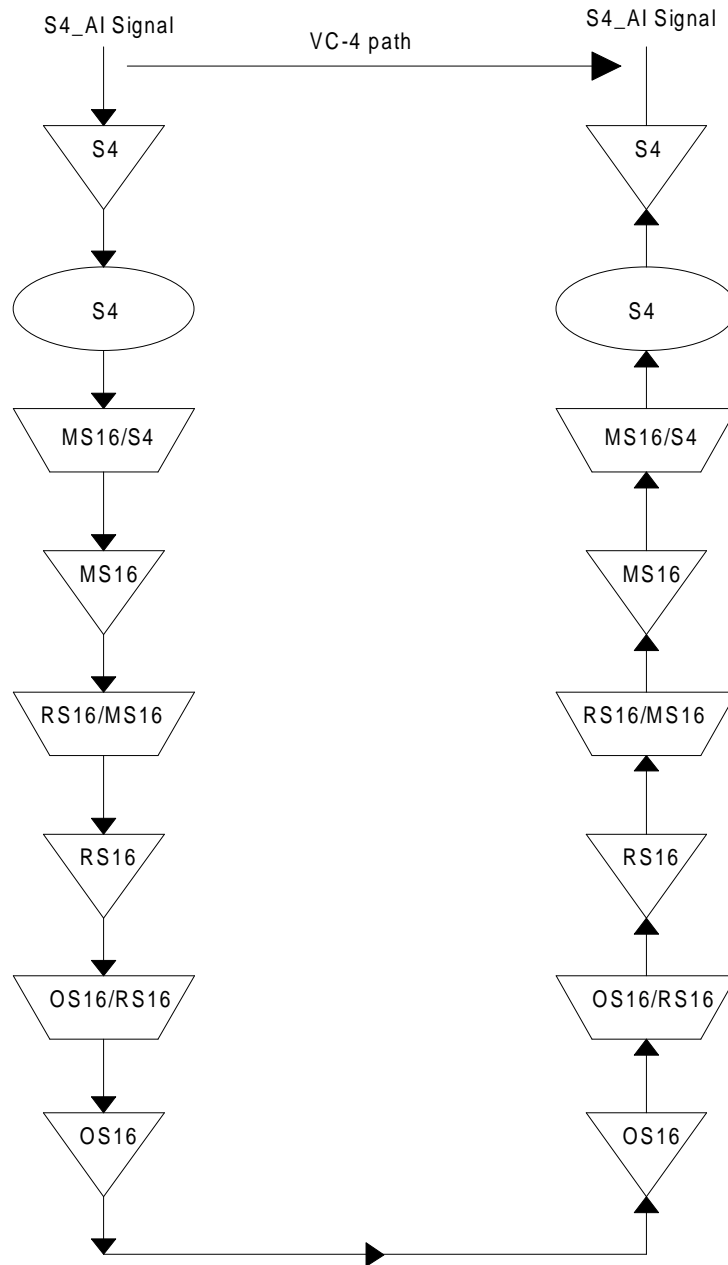 S4_AI Signal
VC-4 path
S4_AI Signal
S4
S4
S4
S4
MS16/S4
MS16/S4
MS16
MS16
RS16/MS16
RS16/MS16
RS16
RS16
OS16/RS16
OS16/RS16
OS16
OS16